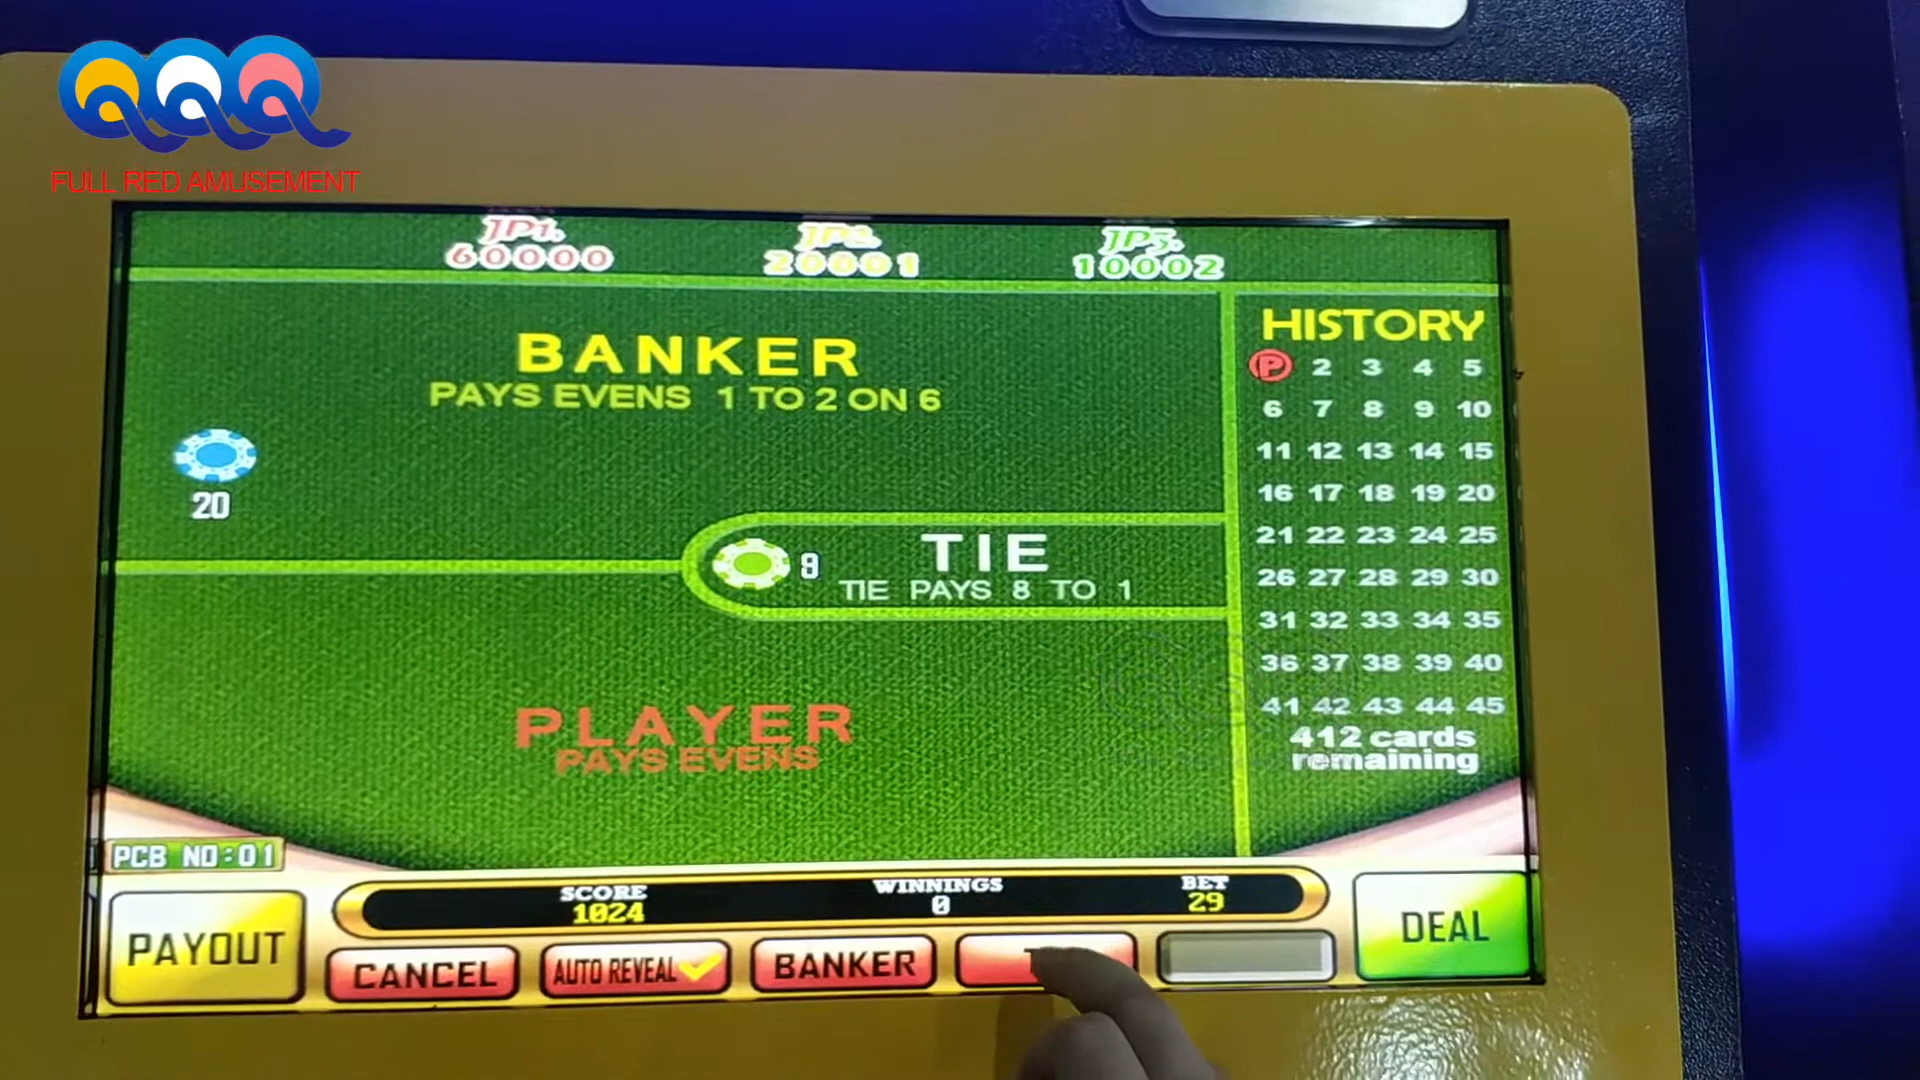 FULL RED AMUSEMENT
JP1. JP2. JP3.
60000 20001 10002
BANKER
PAYS EVENS 1 TO 2 ON 6
20
9
TIE
TIE PAYS 8 TO 1
PLAYER
PAYS EVENS
HISTORY
P 2 3 4 5
6 7 8 9 10
11 12 13 14 15
16 17 18 19 20
21 22 23 24 25
26 27 28 29 30
31 32 33 34 35
36 37 38 39 40
41 42 43 44 45
412 cards
remaining
PCB NO:01
SCORE WINNINGS BET
1024 0 29
PAYOUT
CANCEL
AUTO REVEAL
BANKER
DEAL